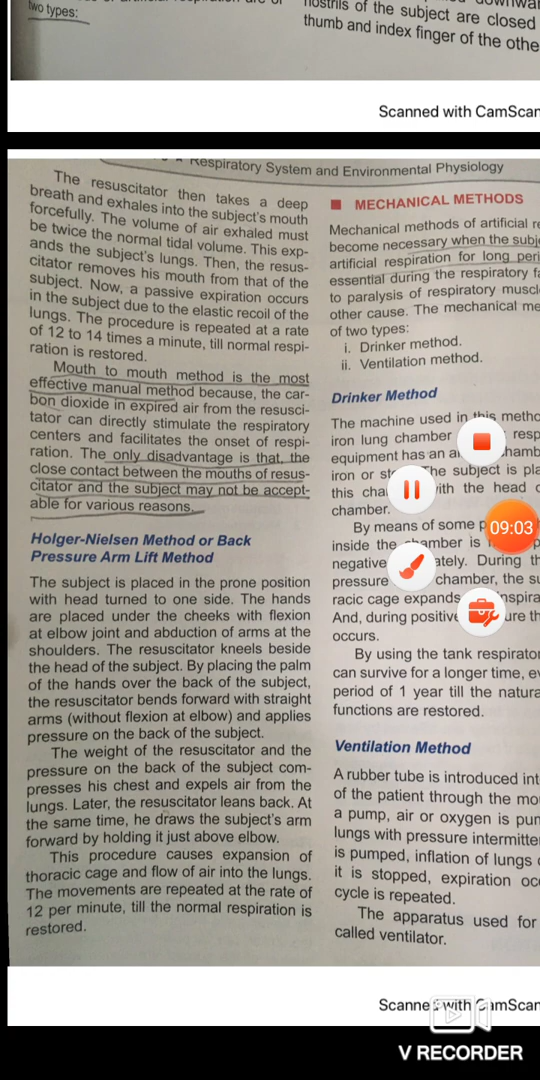 two types:
nostrils of the subject are closed
thumb and index finger of the othe
Scanned with CamScan
Respiratory System and Environmental Physiology
The resuscitator then takes a deep
breath and exhales into the subject's mouth
forcefully. The volume of air exhaled must
be twice the normal tidal volume. This exp-
ands the subject's lungs. Then, the resus-
citator removes his mouth from that of the
subject. Now, a passive expiration occurs
in the subject due to the elastic recoil of the
lungs. The procedure is repeated at a rate
of 12 to 14 times a minute, till normal respi-
ration is restored.
Mouth to mouth method is the most
effective manual method because, the car-
bon dioxide in expired air from the resusci-
tator can directly stimulate the respiratory
centers and facilitates the onset of respi-
ration. The only disadvantage is that, the
close contact between the mouths of resus-
citator and the subject may not be accept-
able for various reasons.
Holger-Nielsen Method or Back
Pressure Arm Lift Method
The subject is placed in the prone position
with head turned to one side. The hands
are placed under the cheeks with flexion
at elbow joint and abduction of arms at the
shoulders. The resuscitator kneels beside
the head of the subject. By placing the palm
of the hands over the back of the subject,
the resuscitator bends forward with straight
arms (without flexion at elbow) and applies
pressure on the back of the subject.
The weight of the resuscitator and the
pressure on the back of the subject com-
presses his chest and expels air from the
lungs. Later, the resuscitator leans back. At
the same time, he draws the subject's arm
forward by holding it just above elbow.
This procedure causes expansion of
thoracic cage and flow of air into the lungs.
The movements are repeated at the rate of
12 per minute, till the normal respiration is
restored.
MECHANICAL METHODS
Mechanical methods of artificial re
become necessary when the subje
artificial respiration for long peri
essential during the respiratory fa
to paralysis of respiratory muscl
other cause. The mechanical me
of two types:
i. Drinker method.
ii. Ventilation method.
Drinker Method
The machine used in this metho
iron lung chamber resp
equipment has an ai hamb
iron or st The subject is pla
this cha with the head o
chamber.
By means of some p
inside the chamber is
negative ately. During th
pressure chamber, the su
racic cage expands inspira
And, during positive ure th
occurs.
By using the tank respirator
can survive for a longer time, ev
period of 1 year till the natura
functions are restored.
Ventilation Method
A rubber tube is introduced int
of the patient through the mo
a pump, air or oxygen is pum
lungs with pressure intermitte
is pumped, inflation of lungs o
it is stopped, expiration occ
cycle is repeated.
The apparatus used for
called ventilator.
09:03
Scanned with CamScan
V RECORDER